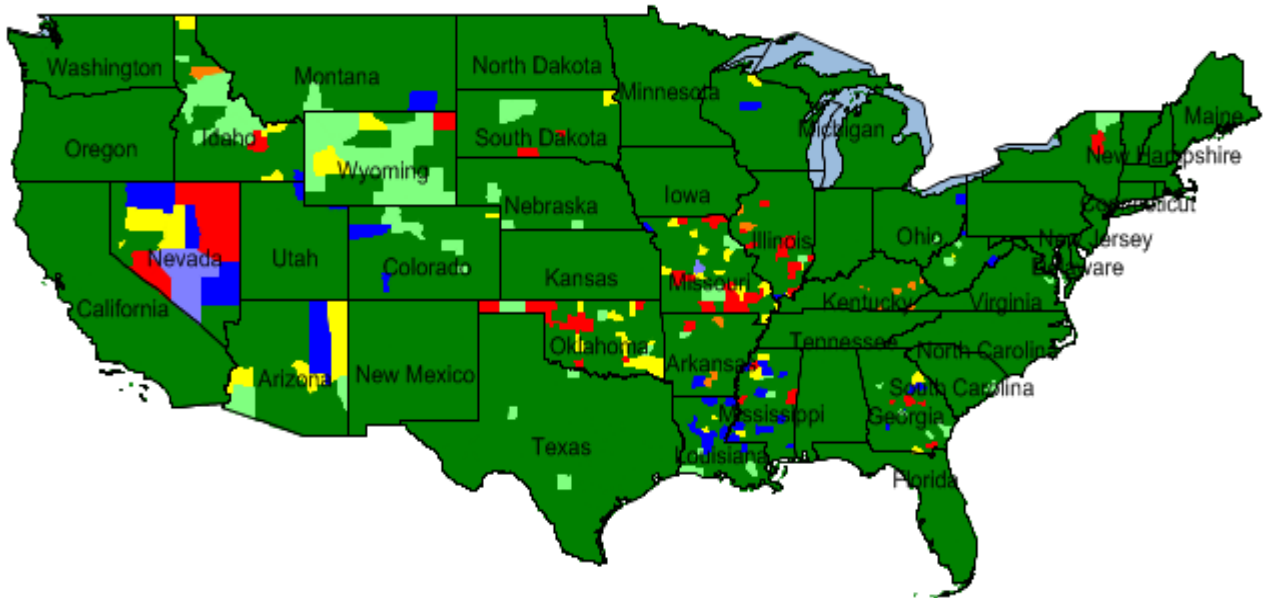 Washington
Montana
North Dakota
Minnesota
Michigan
Maine
Oregon
Idaho
South Dakota
Wyoming
New Hampshire
Nebraska
Iowa
Connecticut
Nevada
Utah
Colorado
Kansas
Missouri
Illinois
Ohio
New Jersey
Delaware
California
Kentucky
Virginia
Arizona
New Mexico
Oklahoma
Arkansas
Tennessee
North Carolina
South Carolina
Mississippi
Georgia
Texas
Louisiana
Florida